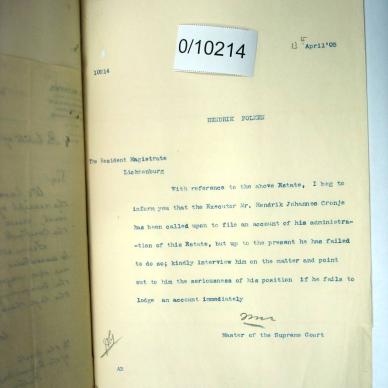 0/10214
13 April '05
10214
HENDRIK
The Resident Magistrate
Lichtenburg
With reference to the above Estate, I beg to
inform you that the Executor Mr. Hendrik Johannes Cronje
has been called upon to file an account of his administra-
-tion of this Estate, but up to the present he has failed
to do so; kindly interview him on the matter and point
out to him the seriousness of his position if he fails to
lodge an account immediately
Master of the Supreme Court